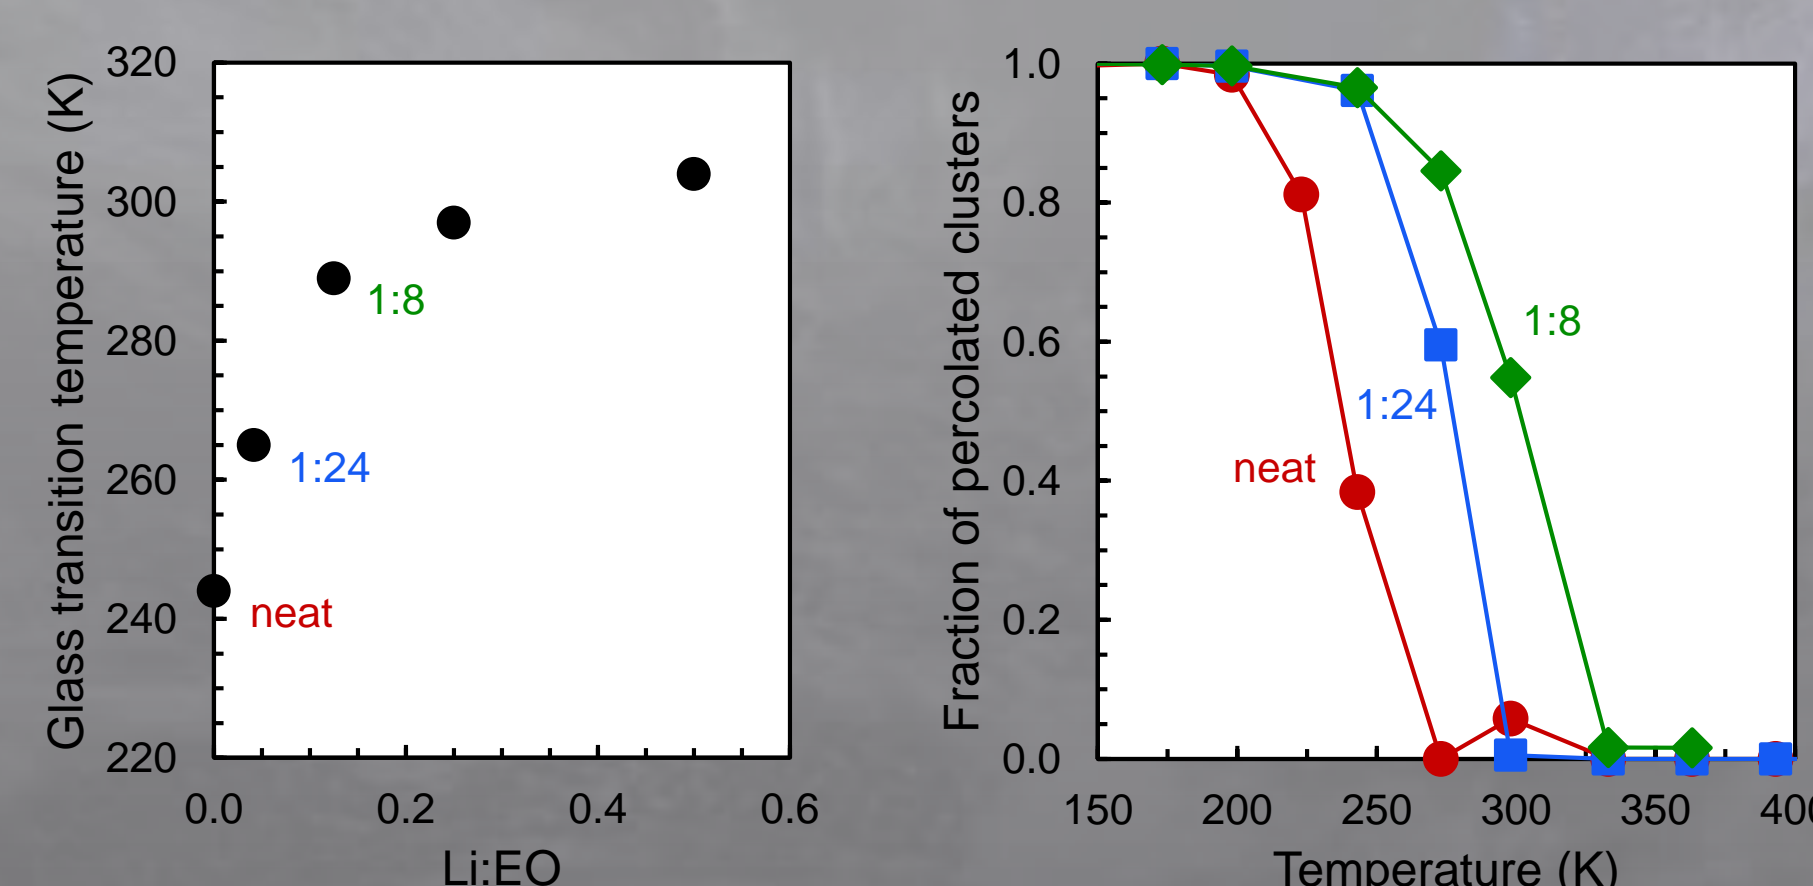 Glass transition temperature (K)
320
300
280
260
240
220
1:8
1:24
neat
0.0 0.2 0.4 0.6
Li:EO
Fraction of percolated clusters
1.0
0.8
0.6
0.4
0.2
0.0
1:8
1:24
neat
150 200 250 300 350 400
Temperature (K)